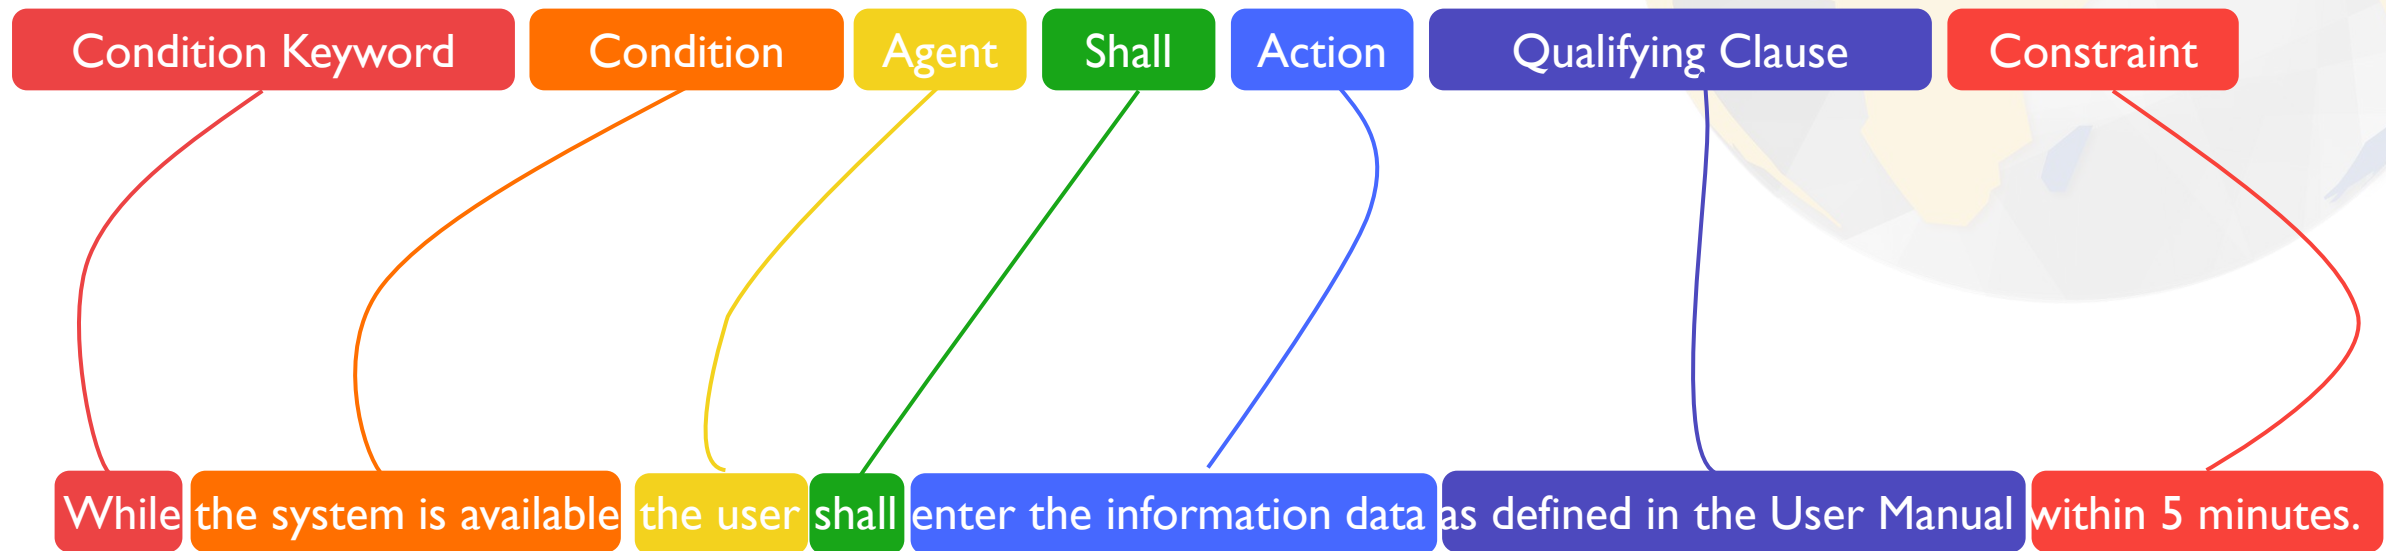 Condition Keyword Condition Agent Shall Action Qualifying Clause Constraint
While the system is available the user shall enter the information data as defined in the User Manual within 5 minutes.